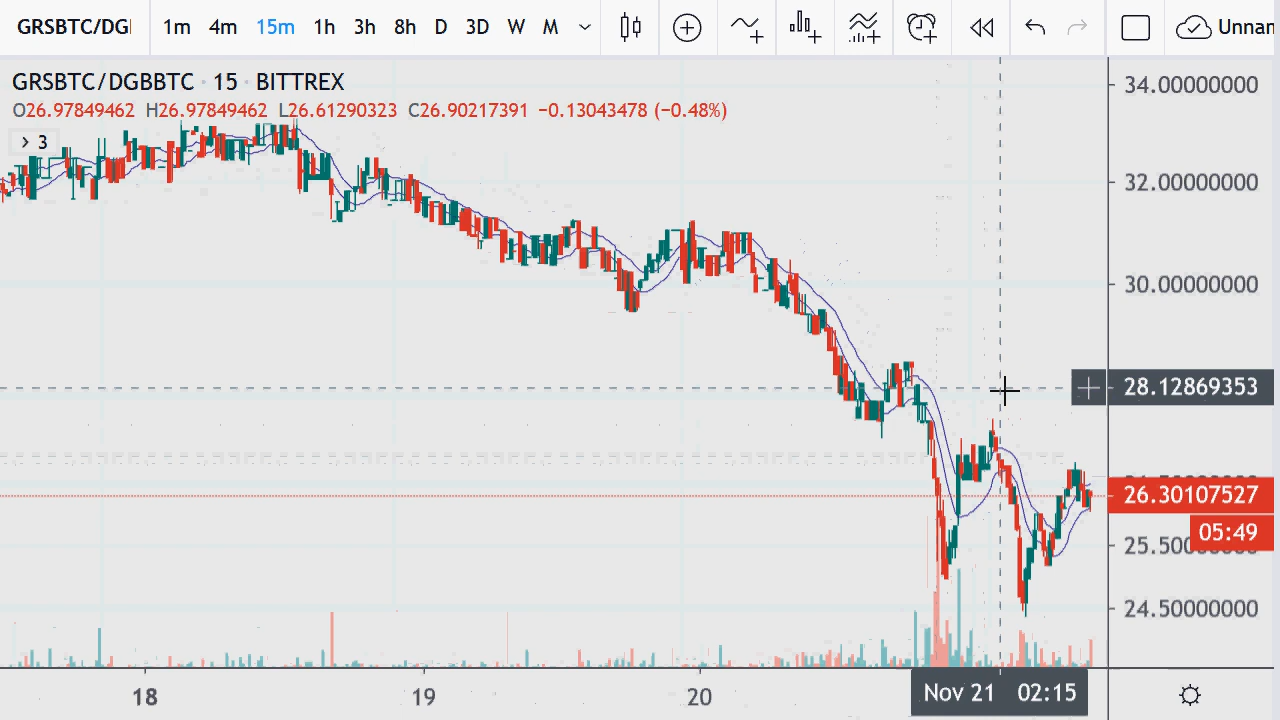 GRSBTC/DGI 1m 4m 15m 1h 3h 8h D 3D W M Unnan
GRSBTC/DGBBTC · 15 · BITTREX
O26.97849462 H26.97849462 L26.61290323 C26.90217391 −0.13043478 (−0.48%)
3
34.00000000
32.00000000
30.00000000
28.12869353
26.30107527
05:49
25.50
24.50000000
18 19 20 Nov 21 02:15